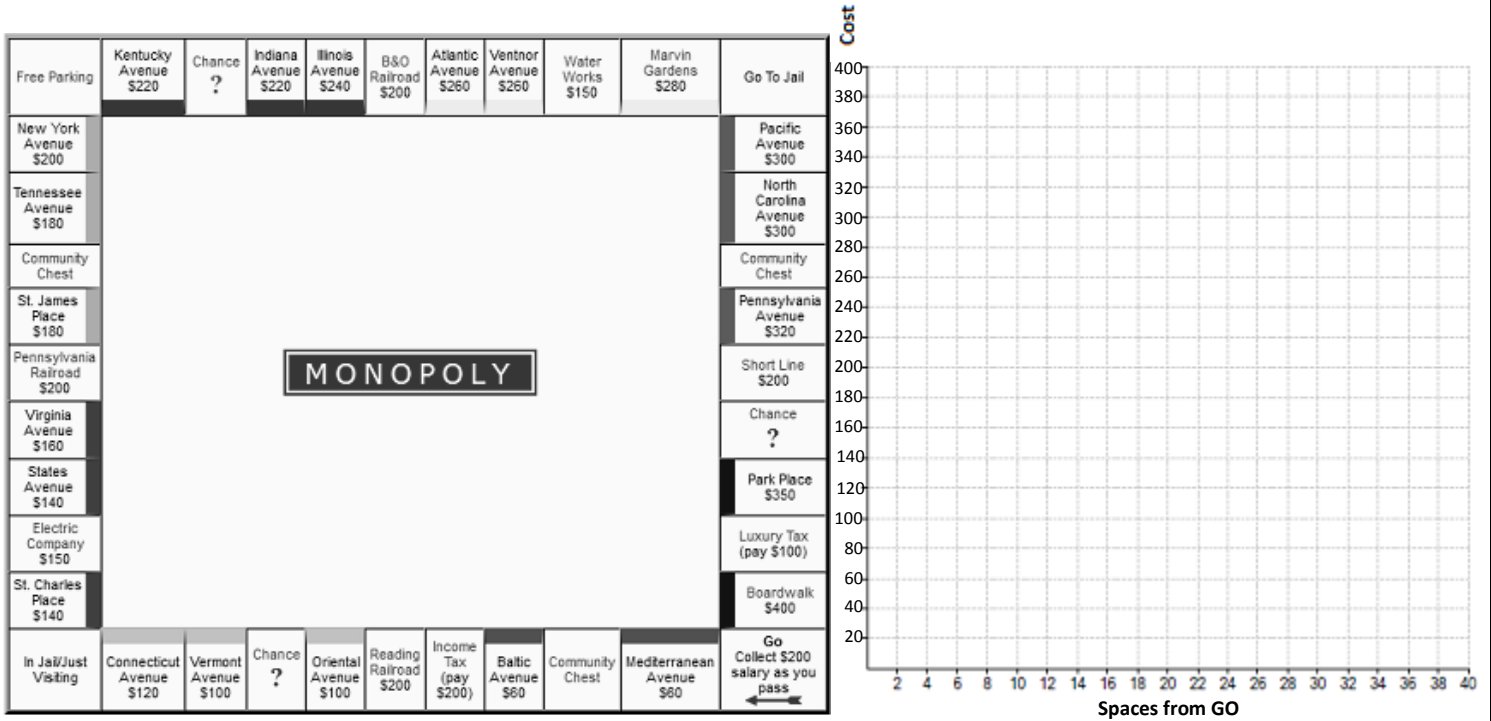 Free Parking
Kentucky
Avenue
$220
Chance
?
Indiana
Avenue
$220
Illinois
Avenue
$240
B&O
Railroad
$200
Atlantic
Avenue
$260
Ventnor
Avenue
$260
Water
Works
$150
Marvin
Gardens
$280
Go To Jail
New York
Avenue
$200
Tennessee
Avenue
$180
Community
Chest
St. James
Place
$180
Pennsylvania
Railroad
$200
Virginia
Avenue
$160
States
Avenue
$140
Electric
Company
$150
St. Charles
Place
$140
MONOPOLY
Pacific
Avenue
$300
North
Carolina
Avenue
$300
Community
Chest
Pennsylvania
Avenue
$320
Short Line
$200
Chance
?
Park Place
$350
Luxury Tax
(pay $100)
Boardwalk
$400
In Jail/Just
Visiting
Connecticut
Avenue
$120
Vermont
Avenue
$100
Chance
?
Oriental
Avenue
$100
Reading
Railroad
$200
Income
Tax
(pay
$200)
Baltic
Avenue
$60
Community
Chest
Mediterranean
Avenue
$60
Go
Collect $200
salary as you
pass
Cost
400
380
360
340
320
300
280
260
240
220
200
180
160
140
120
100
80
60
40
20
2 4 6 8 10 12 14 16 18 20 22 24 26 28 30 32 34 36 38 40
Spaces from GO